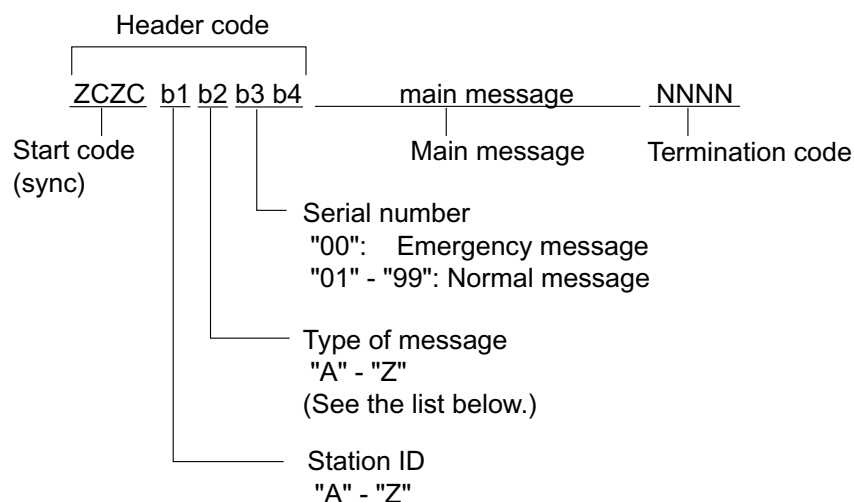 Header code
ZCZC b1 b2 b3 b4 main message NNNN
Start code
(sync)
Main message
Termination code
Serial number
"00": Emergency message
"01" - "99": Normal message
Type of message
"A" - "Z"
(See the list below.)
Station ID
"A" - "Z"